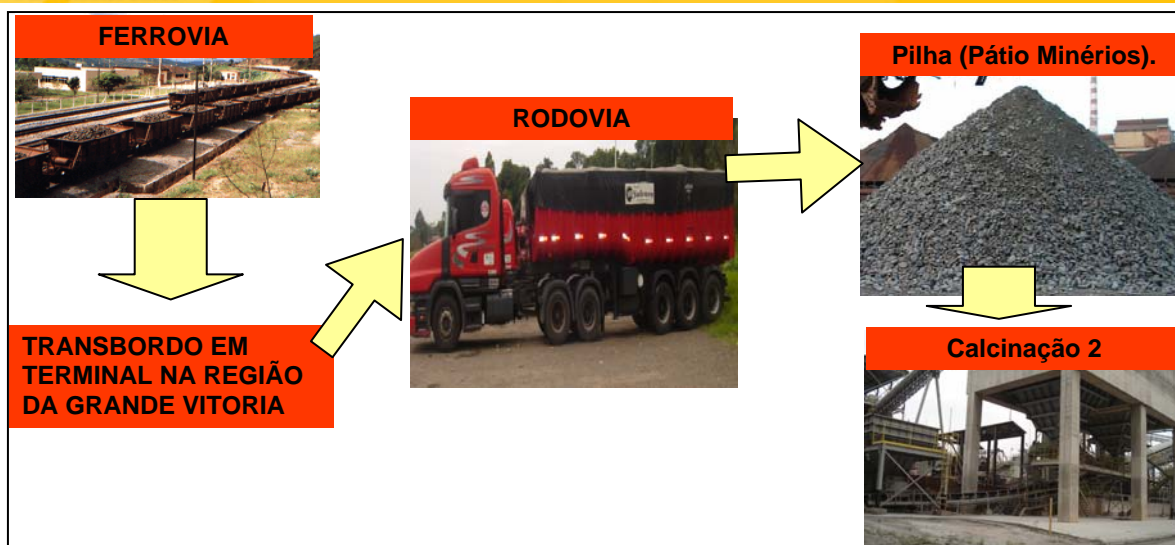 FERROVIA
TRANSBORDO EM
TERMINAL NA REGIÃO
DA GRANDE VITORIA
RODOVIA
Pilha (Pátio Minérios).
Calcinação 2